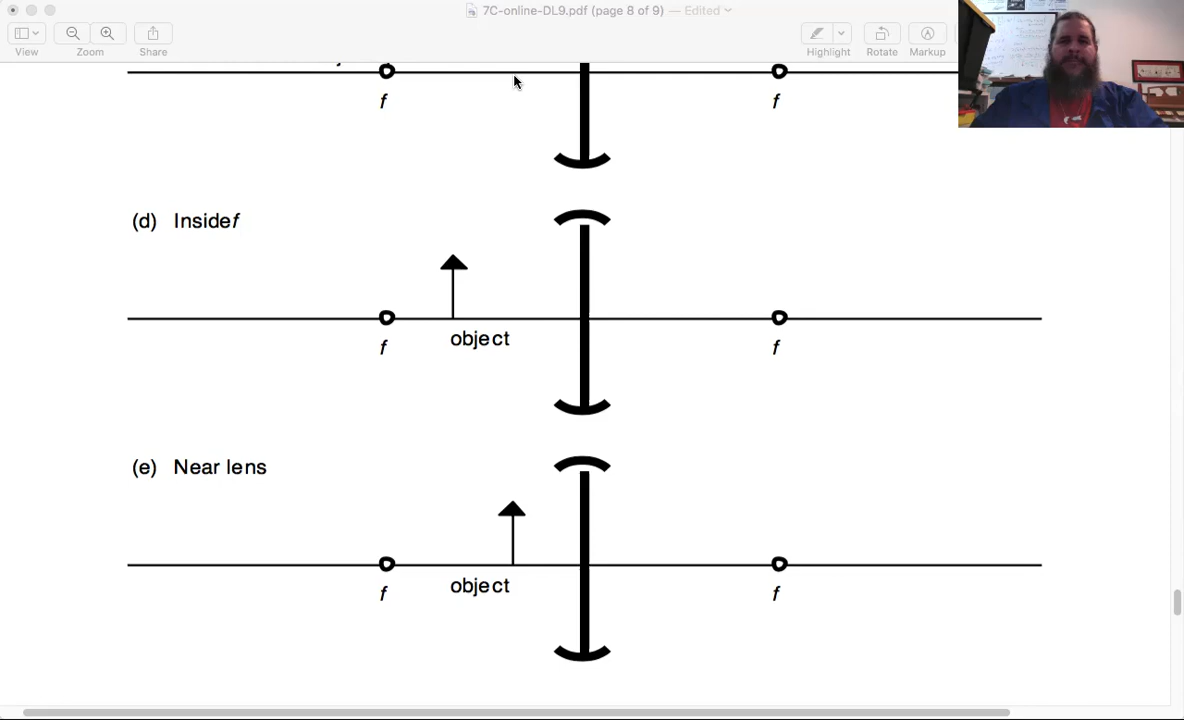 7C-online-DL9.pdf (page 8 of 9) — Edited
View
Zoom
Share
Highlight
Rotate
Markup
f
f
(d) Insidef
object
f
f
(e) Near lens
object
f
f